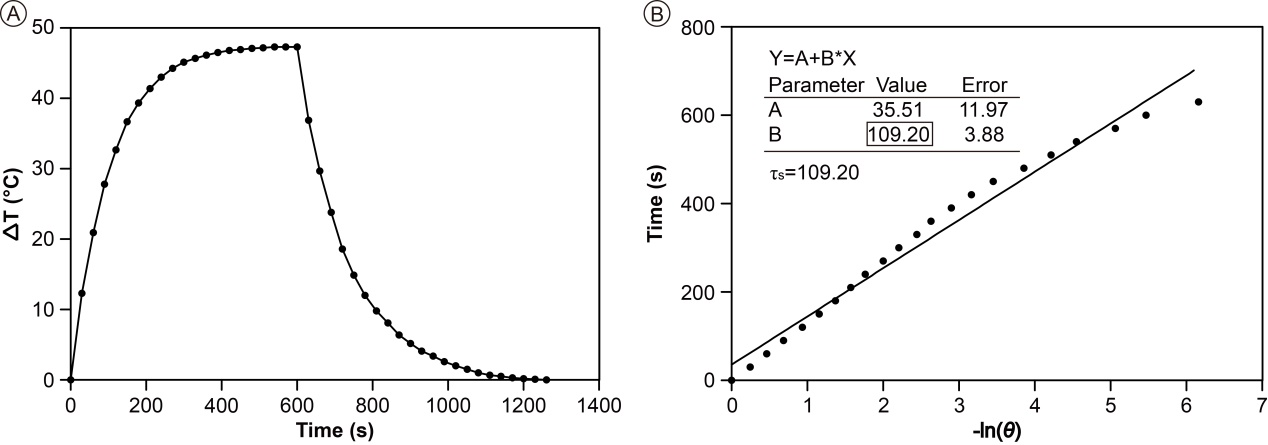 A
50
40
30
20
10
0
ΔT (°C)
0 200 400 600 800 1000 1200 1400
Time (s)
B
800
600
400
200
0
Time (s)
Y=A+B*X
Parameter Value Error
A 35.51 11.97
B 109.20 3.88
τs=109.20
0 1 2 3 4 5 6 7
-ln(θ)